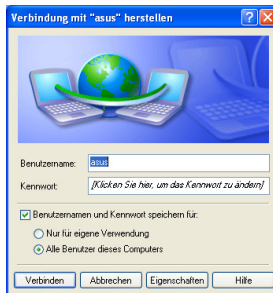 Verbindung mit "asus" herstellen
Benutzername: asus
Kennwort: [Klicken Sie hier, um das Kennwort zu ändern]
Benutzernamen und Kennwort speichern für:
Nur für eigene Verwendung
Alle Benutzer dieses Computers
Verbinden Abbrechen Eigenschaften Hilfe